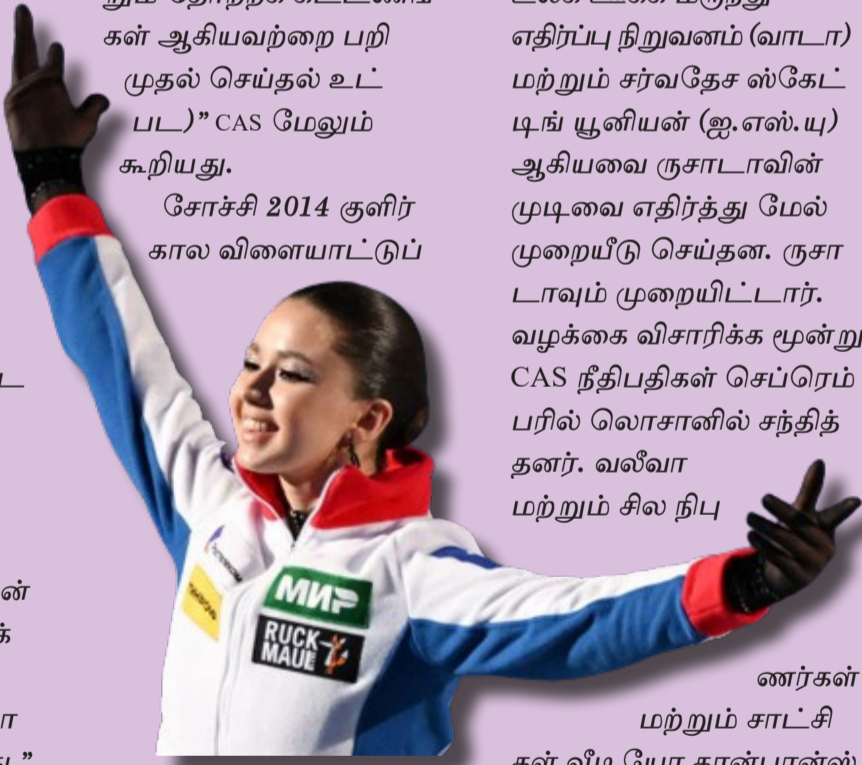 கள் ஆகியவற்றை பறி
முதல் செய்தல் உட்
பட)” CAS மேலும்
கூறியது.
சோச்சி 2014 குளிர்
கால விளையாட்டுப்
எதிர்ப்பு நிறுவனம் (வாடா)
மற்றும் சர்வதேச ஸ்கேட்
டிங் யூனியன் (ஐ.எஸ்.யு)
ஆகியவை ருசாடாவின்
முடிவை எதிர்த்து மேல்
முறையீடு செய்தன. ருசா
டாவும் முறையிட்டார்.
வழக்கை விசாரிக்க மூன்று
CAS நீதிபதிகள் செப்ரெம்
பரில் லொசானில் சந்தித்
தனர். வலீவா
மற்றும் சில நிபு
ணர்கள்
மற்றும் சாட்சி
МИР
RUCK
MAUE